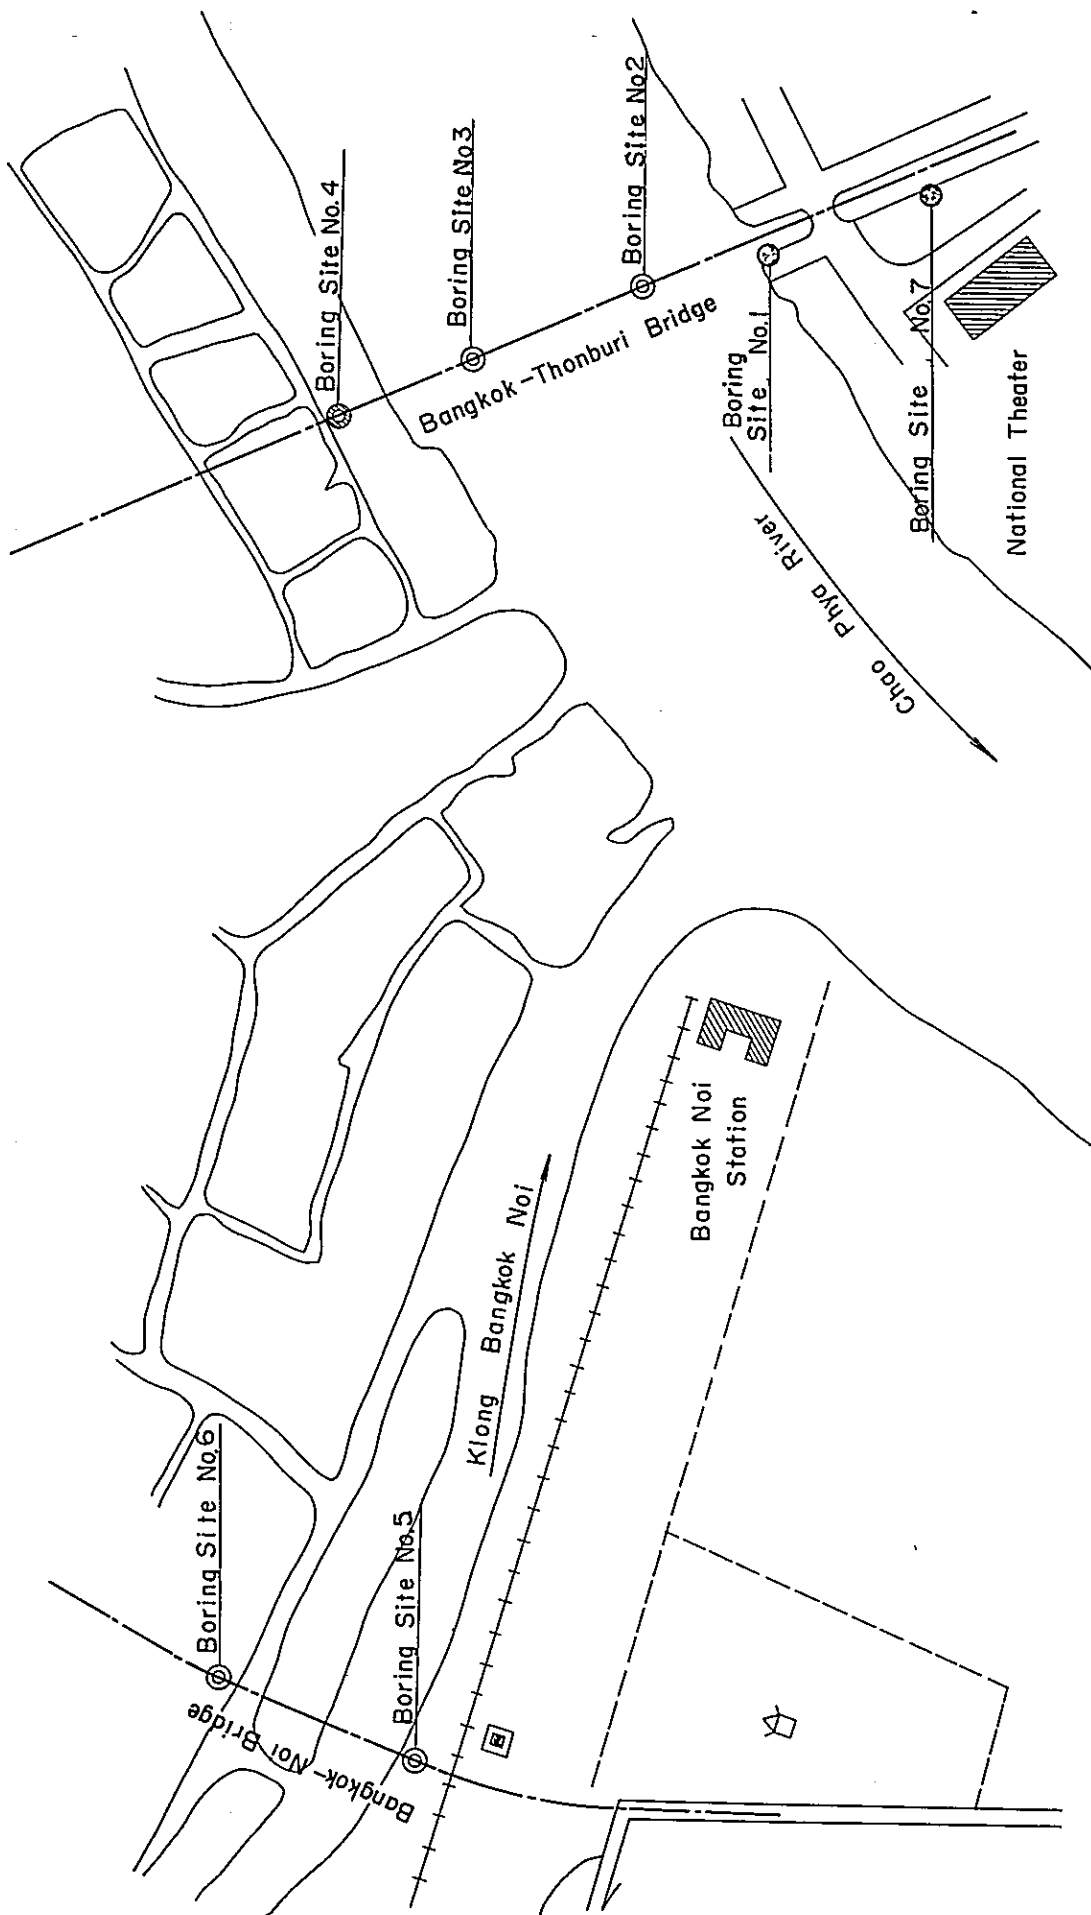 Boring Site No.6
Bangkok-Noi Bridge
Boring Site No.5
Klong Bangkok Noi
Bangkok Noi
Station
Boring Site No.4
Boring Site No3
Boring Site No2
Bangkok-Thonburi Bridge
Boring
Site No.1
Chao Phya River
Boring Site No.7
National Theater